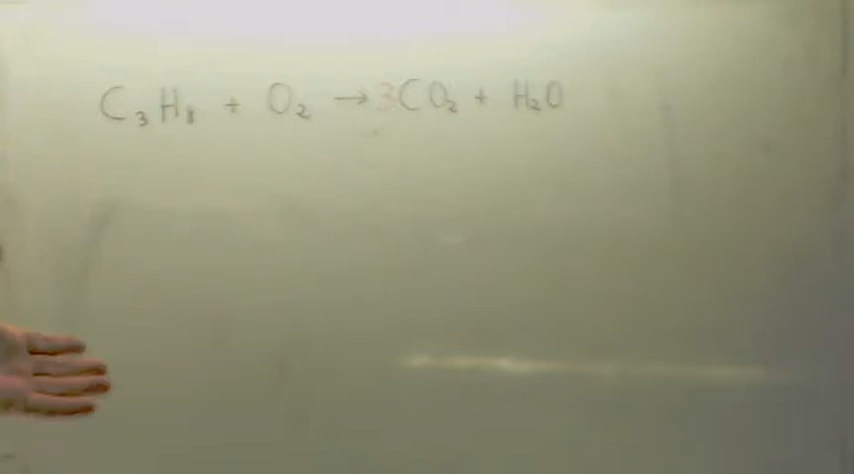 C₃H₈ + O₂ → 3CO₂ + H₂O